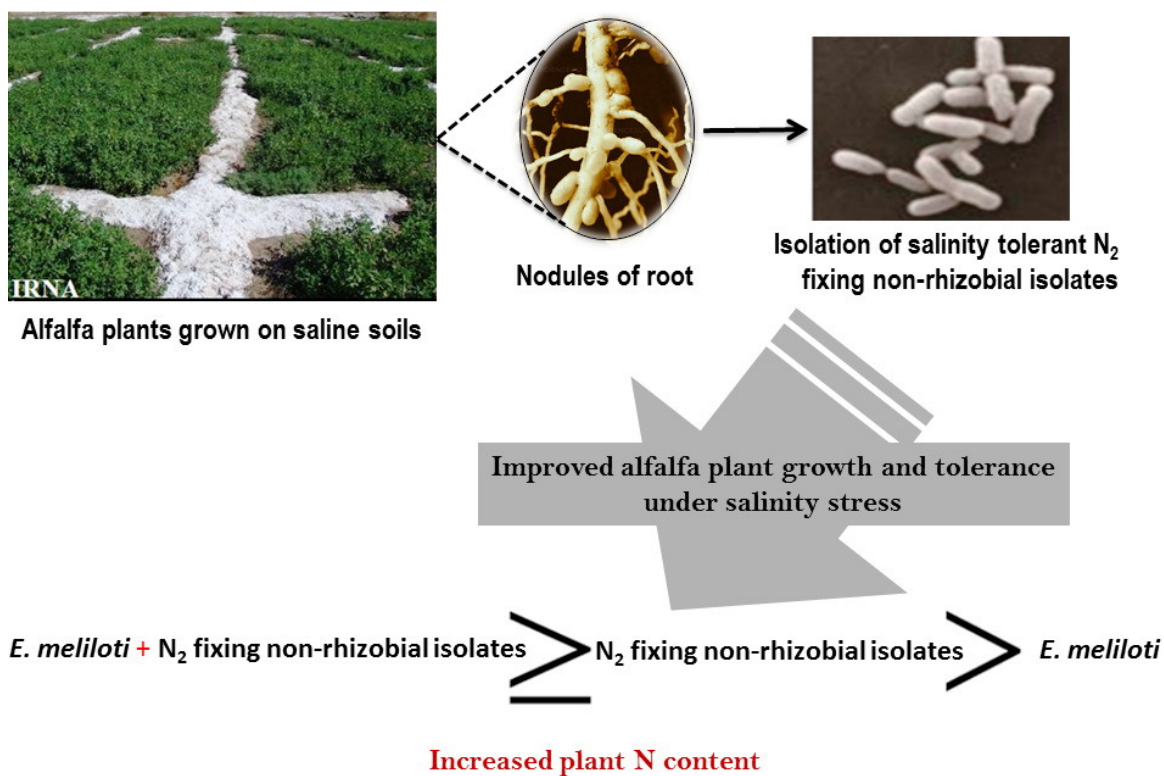 IRNA
Alfalfa plants grown on saline soils
Nodules of root
Isolation of salinity tolerant N₂
fixing non-rhizobial isolates
Improved alfalfa plant growth and tolerance
under salinity stress
E. meliloti + N₂ fixing non-rhizobial isolates ≥ N₂ fixing non-rhizobial isolates > E. meliloti
Increased plant N content